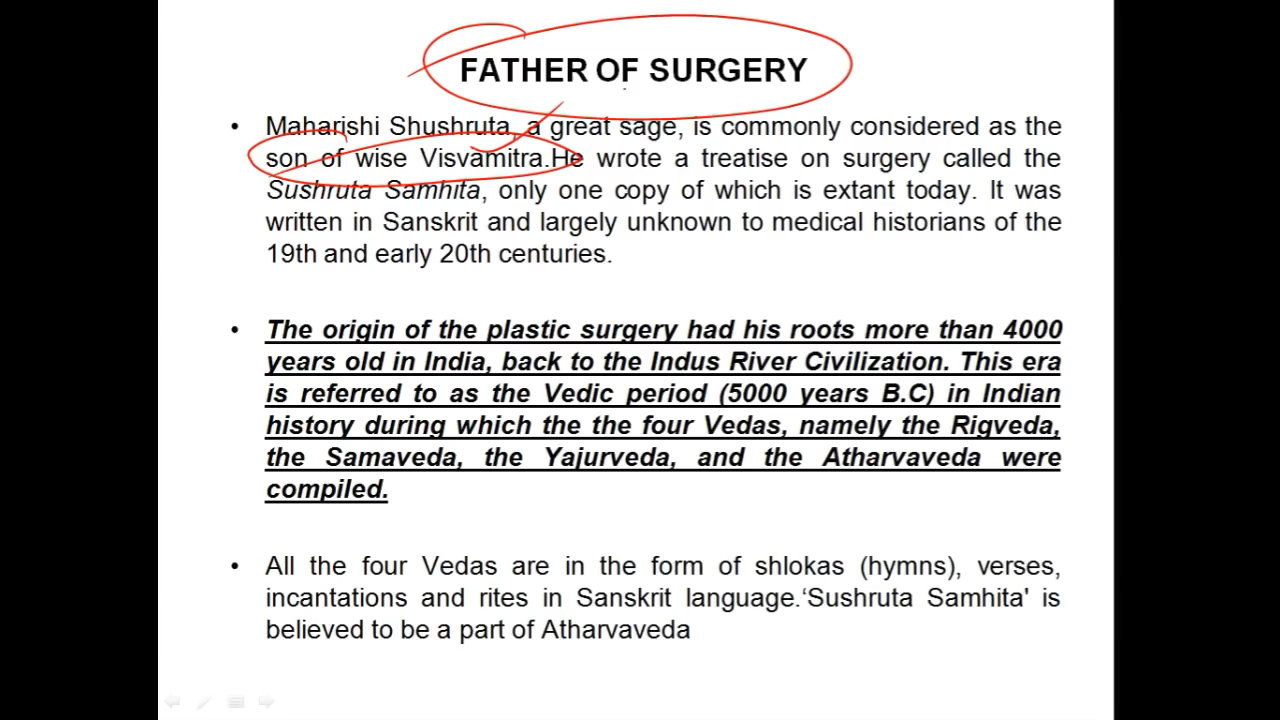 FATHER OF SURGERY
• Maharishi Shushruta, a great sage, is commonly considered as the
son of wise Visvamitra.He wrote a treatise on surgery called the
Sushruta Samhita, only one copy of which is extant today. It was
written in Sanskrit and largely unknown to medical historians of the
19th and early 20th centuries.
• The origin of the plastic surgery had his roots more than 4000
years old in India, back to the Indus River Civilization. This era
is referred to as the Vedic period (5000 years B.C) in Indian
history during which the the four Vedas, namely the Rigveda,
the Samaveda, the Yajurveda, and the Atharvaveda were
compiled.
• All the four Vedas are in the form of shlokas (hymns), verses,
incantations and rites in Sanskrit language.‘Sushruta Samhita' is
believed to be a part of Atharvaveda